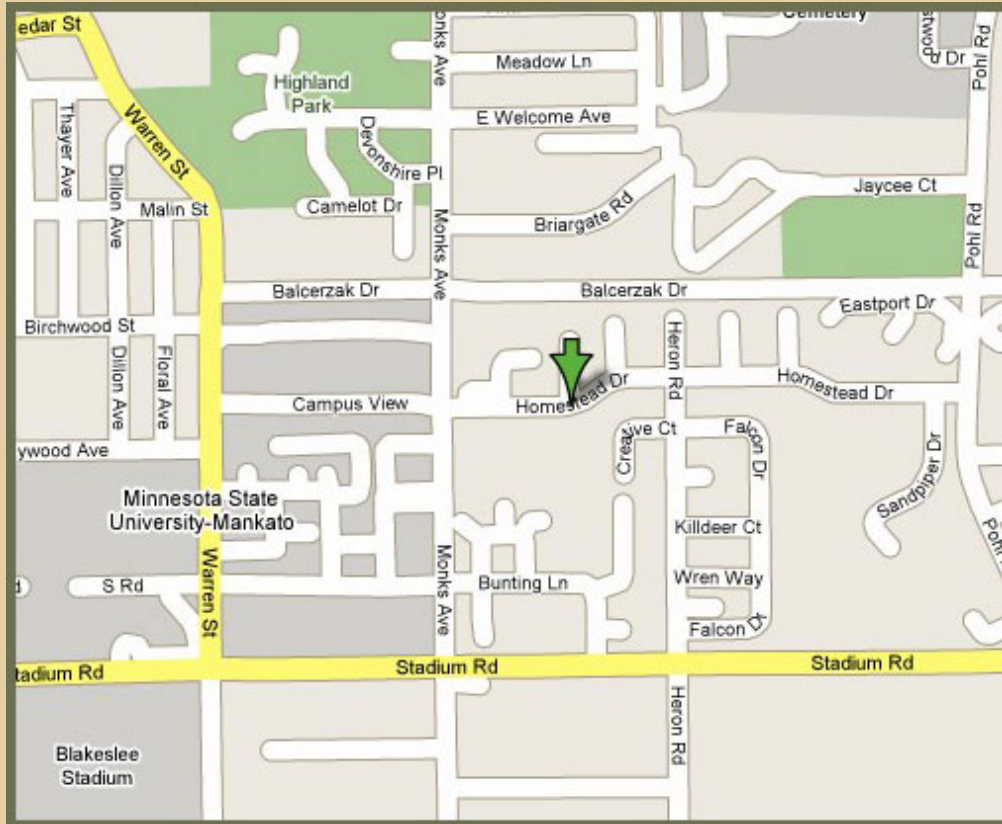 edar St
Cemetery
Meadow Ln
Monks Ave
Pohl Rd
Highland
Park
Warren St
Thayer Ave
E Welcome Ave
Devonshire Pl
Dillon Ave
Malin St
Camelot Dr
Briargate Rd
Jaycee Ct
Monks Ave
Pohl Rd
Balcerzak Dr
Balcerzak Dr
Eastport Dr
Birchwood St
Dillon Ave
Floral Ave
Heron Rd
Campus View
Homestead Dr
Homestead Dr
ywood Ave
Falcon Dr
Sandpiper Dr
Minnesota State
University-Mankato
Killdeer Ct
Warren St
Monks Ave
S Rd
Bunting Ln
Wren Way
Falcon Dr
tadium Rd
Stadium Rd
Stadium Rd
Heron Rd
Blakeslee
Stadium